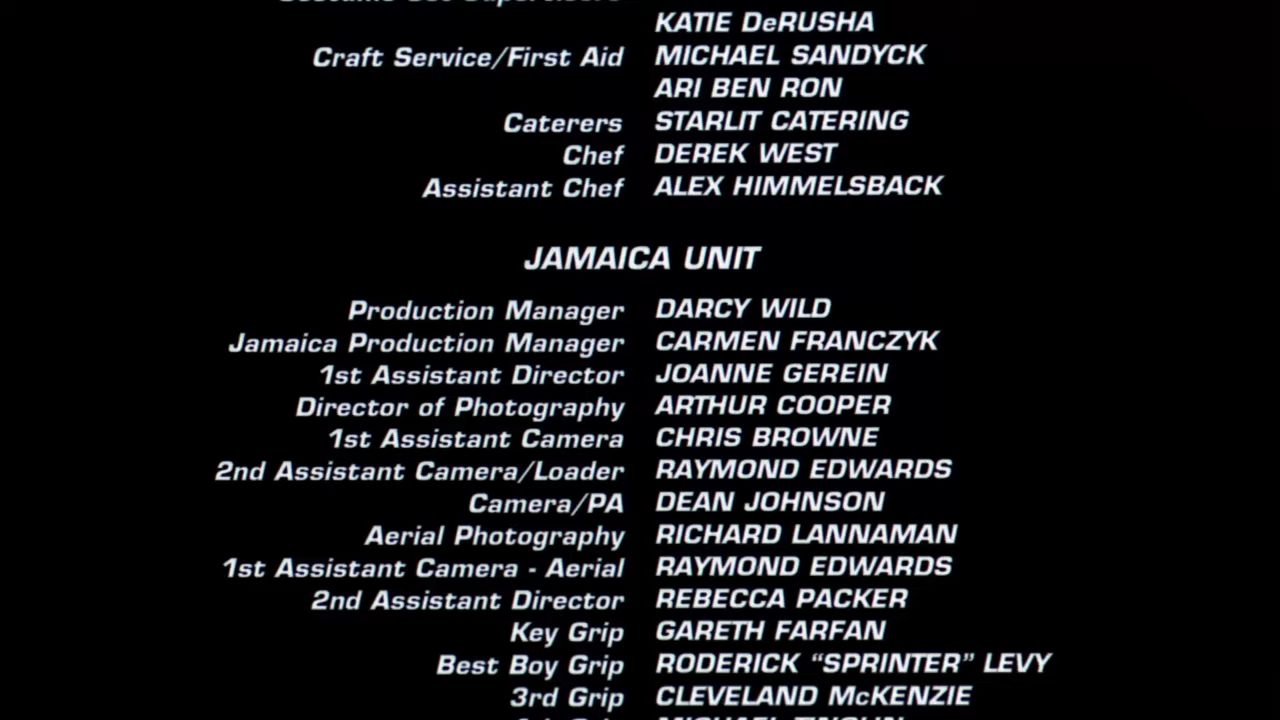 KATIE DeRUSHA
Craft Service/First Aid MICHAEL SANDYCK
ARI BEN RON
Caterers STARLIT CATERING
Chef DEREK WEST
Assistant Chef ALEX HIMMELSBACK
JAMAICA UNIT
Production Manager DARCY WILD
Jamaica Production Manager CARMEN FRANCZYK
1st Assistant Director JOANNE GEREIN
Director of Photography ARTHUR COOPER
1st Assistant Camera CHRIS BROWNE
2nd Assistant Camera/Loader RAYMOND EDWARDS
Camera/PA DEAN JOHNSON
Aerial Photography RICHARD LANNAMAN
1st Assistant Camera - Aerial RAYMOND EDWARDS
2nd Assistant Director REBECCA PACKER
Key Grip GARETH FARFAN
Best Boy Grip RODERICK “SPRINTER” LEVY
3rd Grip CLEVELAND McKENZIE